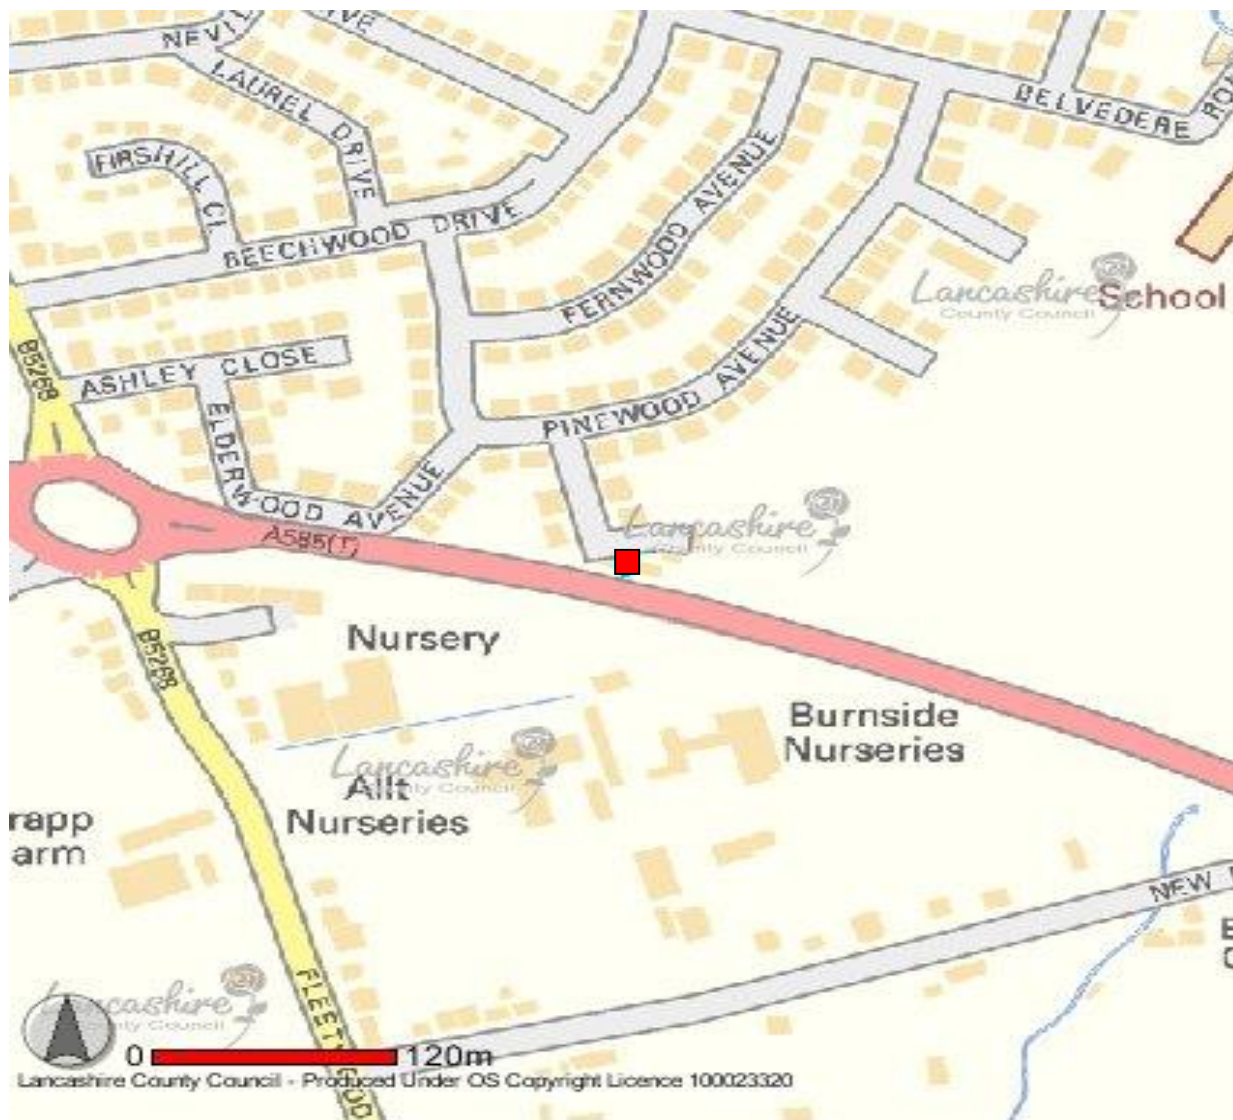 NEVIL
IVE
LAUREL DRIVE
BELVEDERE
ROA
FIRSHILL CL
BEECHWOOD DRIVE
FERNWOOD AVENUE
Lancashire
County Council
School
B5268
ASHLEY CLOSE
PINEWOOD AVENUE
ELDERWOOD AVENUE
Lancashire
County Council
A585(T)
Nursery
B5268
Burnside
Nurseries
Lancashire
County Council
Allt
Nurseries
rapp
arm
NEW
FLEETWOOD
Lancashire
County Council
0 120m
Lancashire County Council - Produced Under OS Copyright Licence 100023320